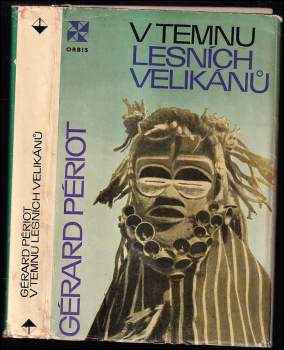 GÉRARD PÉRIOT
V TEMNU LESNÍCH VELIKÁNŮ
ORBIS
V TEMNU
LESNÍCH
VELIKÁNŮ
GÉRARD PÉRIOT